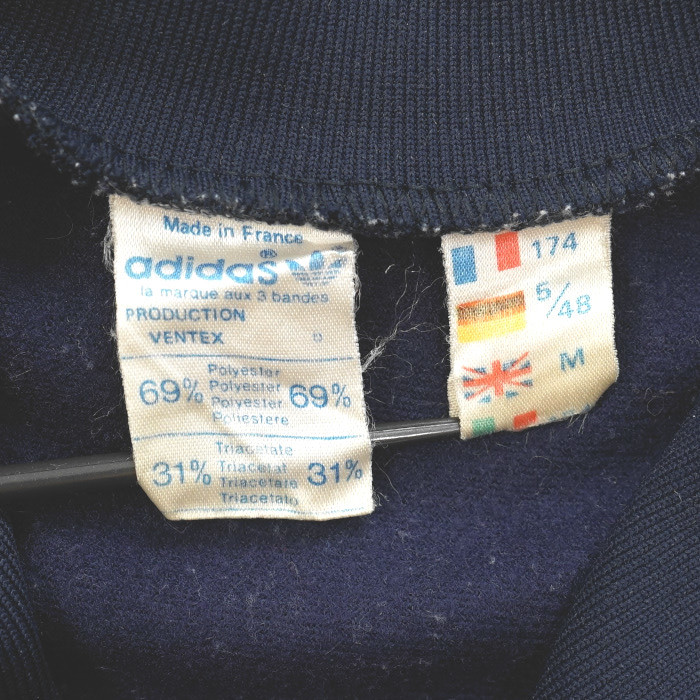 Made in France
adidas®
la marque aux 3 bandes
PRODUCTION
VENTEX
69% Polyester 69%
Polyester
Polyester
Poliestere
31% Triacetate 31%
Triacetat
Triacetate
Triacetato
174
5/48
M